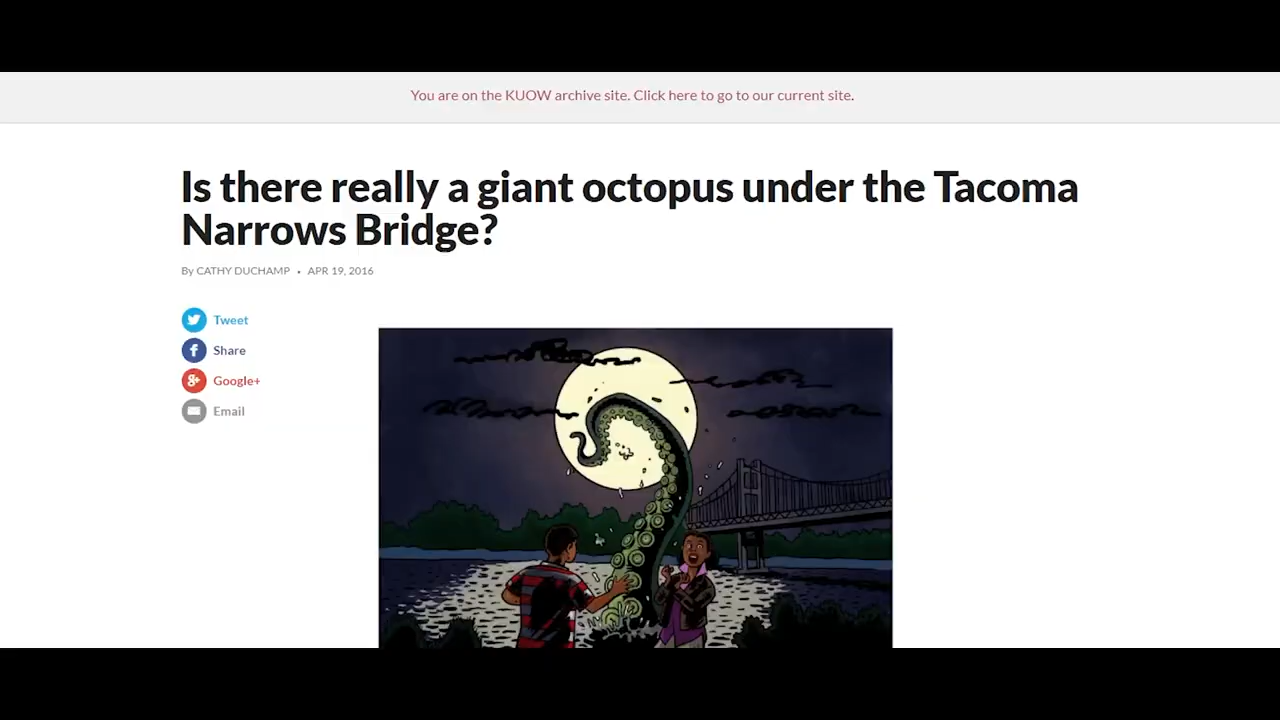 You are on the KUOW archive site. Click here to go to our current site.
Is there really a giant octopus under the Tacoma
Narrows Bridge?
By CATHY DUCHAMP • APR 19, 2016
Tweet
Share
Google+
Email